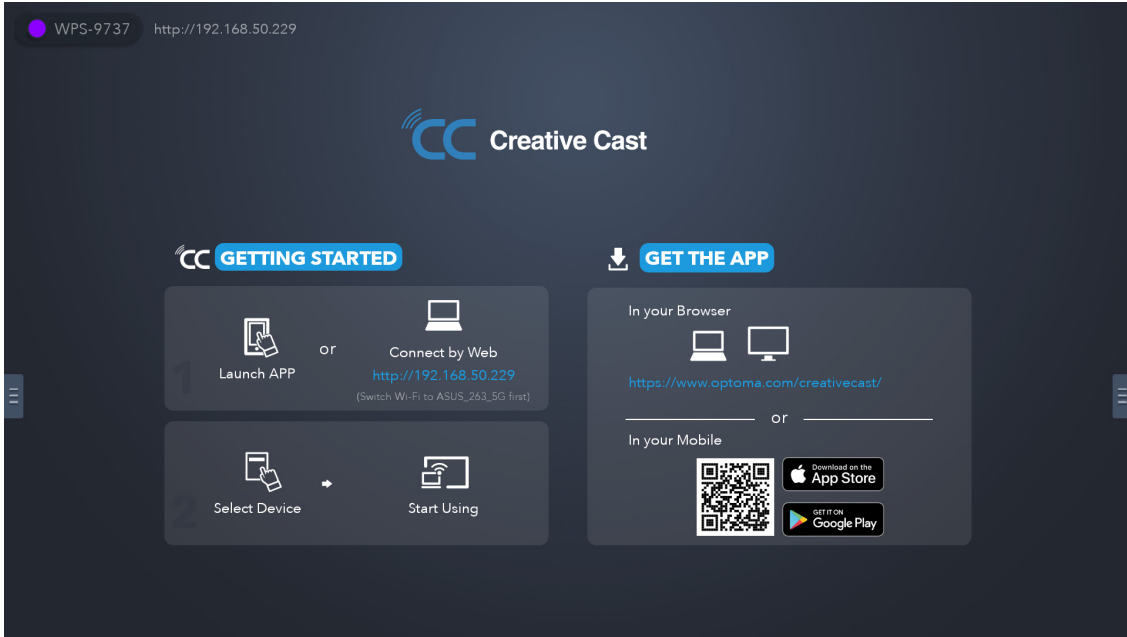 WPS-9737 http://192.168.50.229
CC Creative Cast
CC GETTING STARTED
1
Launch APP
or
Connect by Web
http://192.168.50.229
(Switch Wi-Fi to ASUS_263_5G first)
2
Select Device
Start Using
GET THE APP
In your Browser
https://www.optoma.com/creativecast/
or
In your Mobile
Download on the
App Store
GET IT ON
Google Play